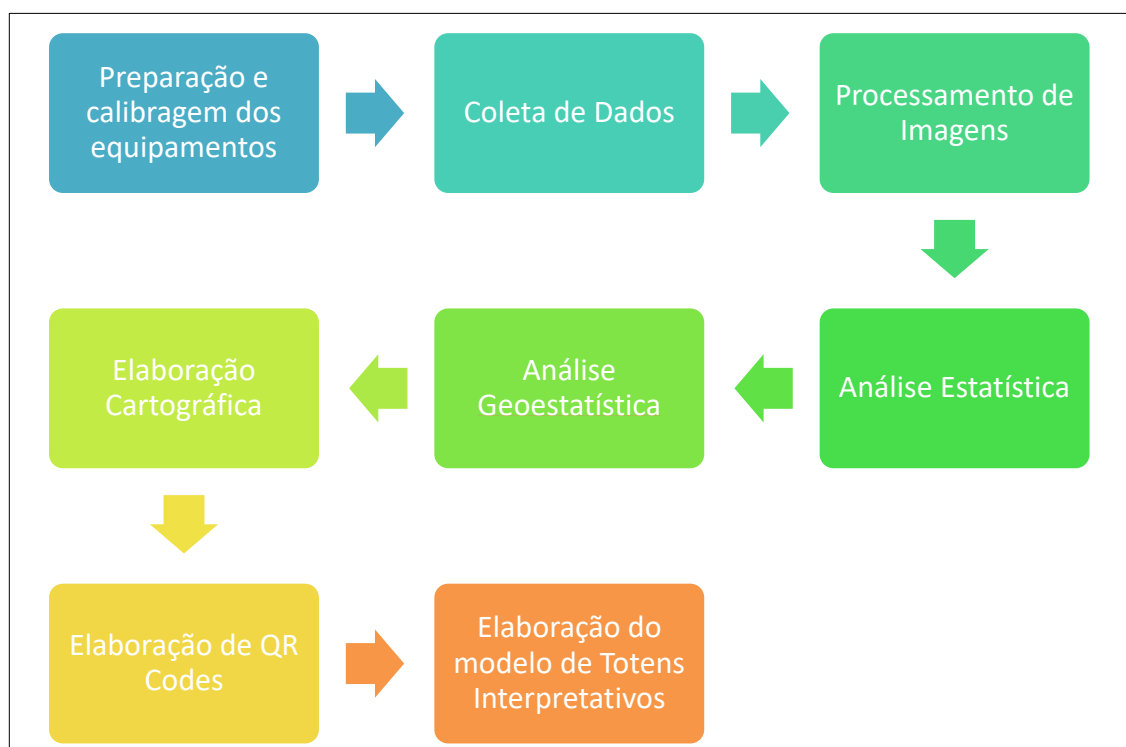 Preparação e
calibragem dos
equipamentos
Coleta de Dados
Processamento de
Imagens
Análise Estatística
Análise
Geoestatística
Elaboração
Cartográfica
Elaboração de QR
Codes
Elaboração do
modelo de Totens
Interpretativos